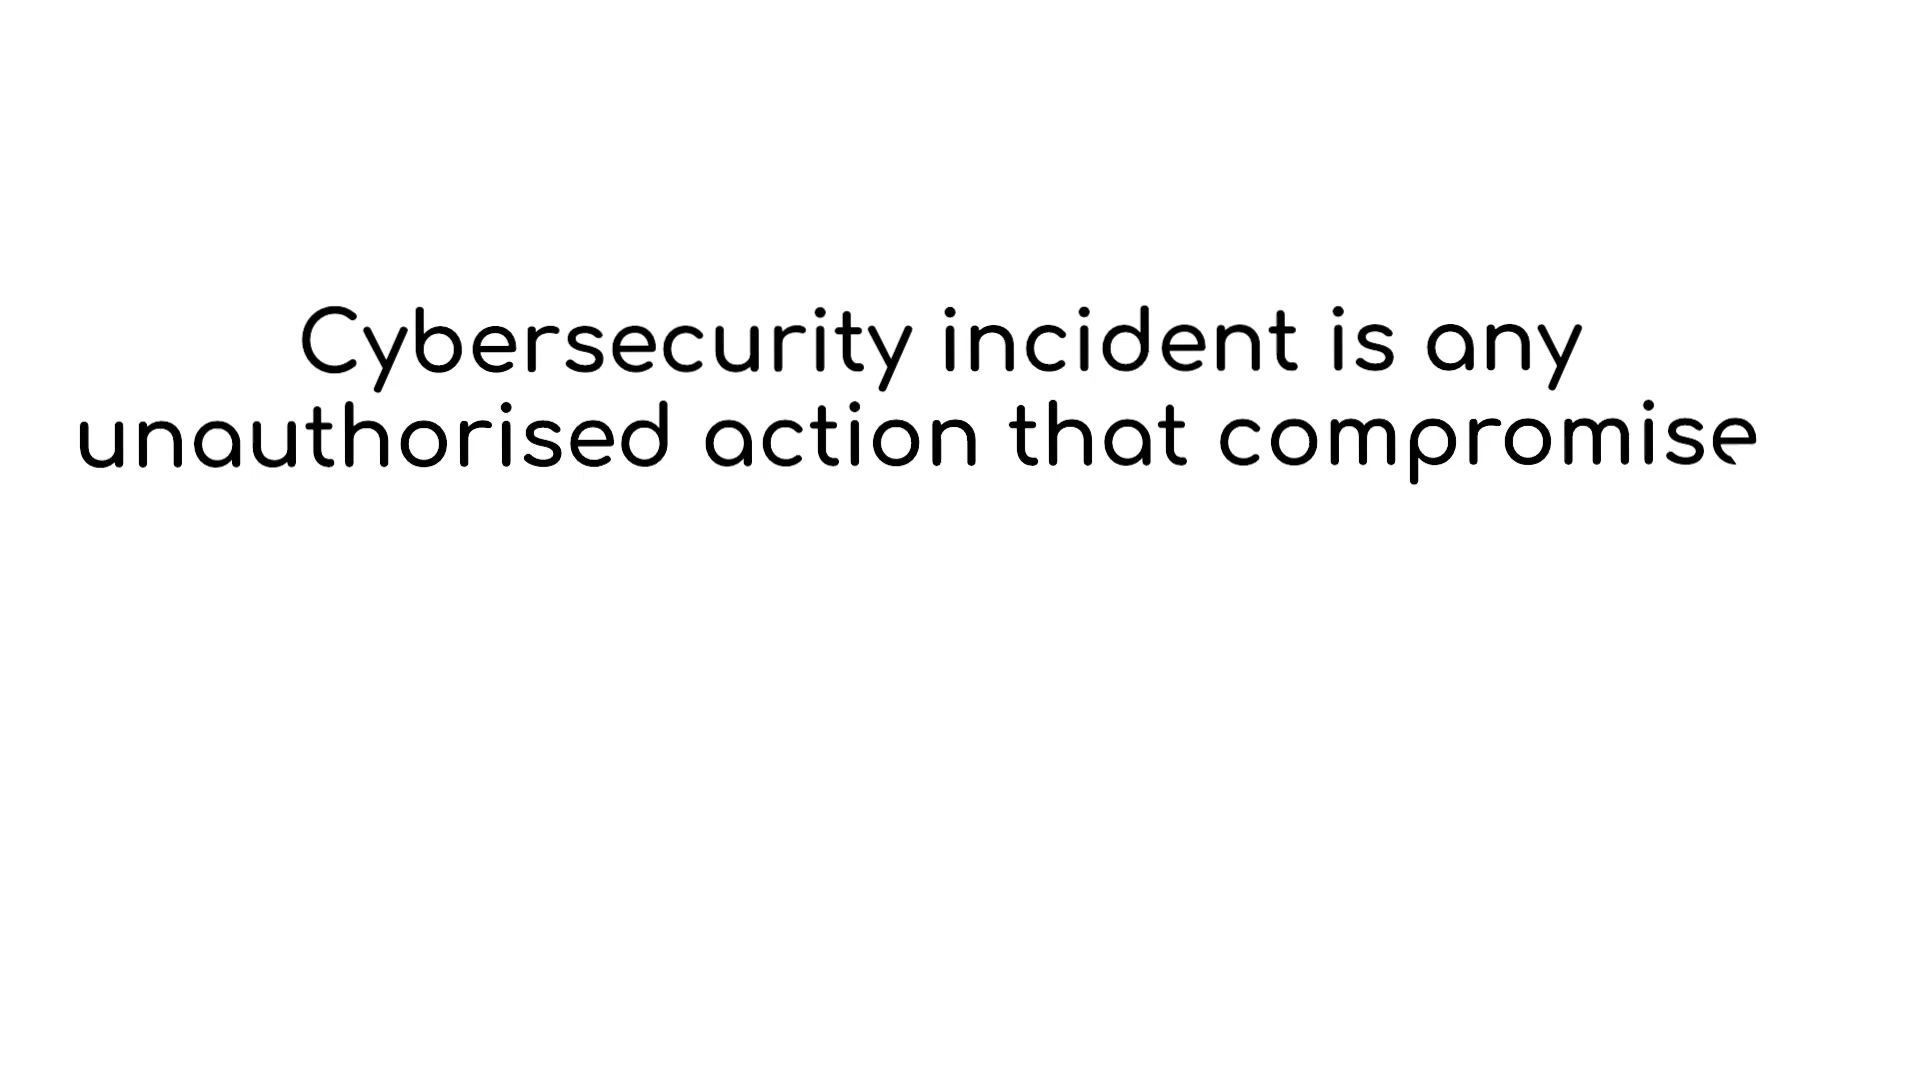 Cybersecurity incident is any
unauthorised action that compromise